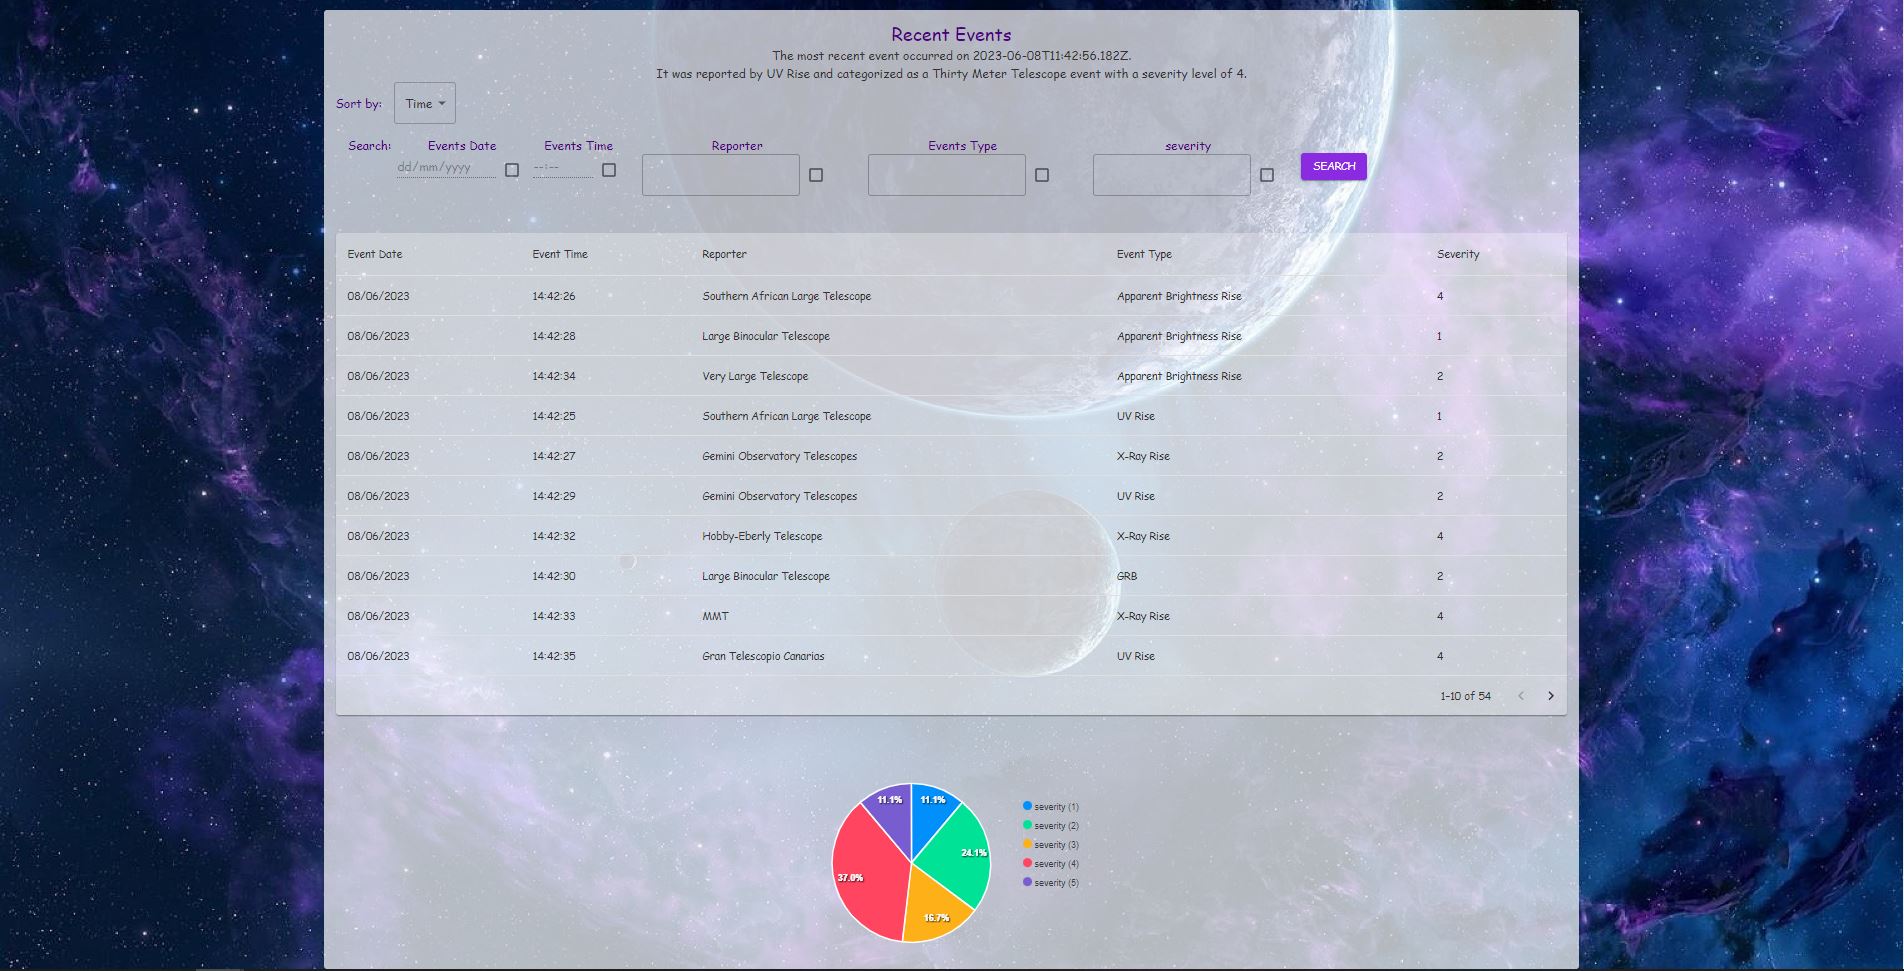 Recent Events
The most recent event occurred on 2023-06-08T11:42:56.182Z.
It was reported by UV Rise and categorized as a Thirty Meter Telescope event with a severity level of 4.
Sort by: Time
Search: Events Date Events Time Reporter Events Type severity
dd/mm/yyyy --:-- SEARCH
Event Date Event Time Reporter Event Type Severity
08/06/2023 14:42:26 Southern African Large Telescope Apparent Brightness Rise 4
08/06/2023 14:42:28 Large Binocular Telescope Apparent Brightness Rise 1
08/06/2023 14:42:34 Very Large Telescope Apparent Brightness Rise 2
08/06/2023 14:42:25 Southern African Large Telescope UV Rise 1
08/06/2023 14:42:27 Gemini Observatory Telescopes X-Ray Rise 2
08/06/2023 14:42:29 Gemini Observatory Telescopes UV Rise 2
08/06/2023 14:42:32 Hobby-Eberly Telescope X-Ray Rise 4
08/06/2023 14:42:30 Large Binocular Telescope GRB 2
08/06/2023 14:42:33 MMT X-Ray Rise 4
08/06/2023 14:42:35 Gran Telescopio Canarias UV Rise 4
1-10 of 54
11.1% 11.1% severity (1)
severity (2)
24.1% severity (3)
37.0% severity (4)
severity (5)
16.7%